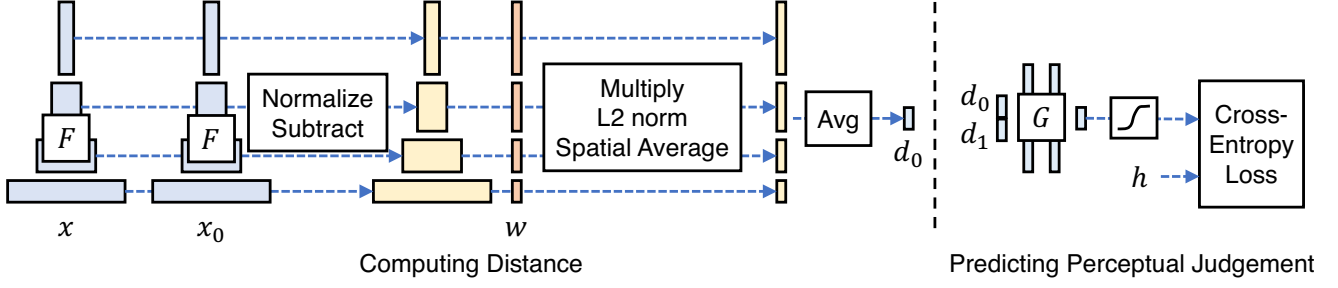 F
F
Normalize
Subtract
Multiply
L2 norm
Spatial Average
Avg
d₀
x
x₀
w
Computing Distance
d₀
d₁
G
h
Cross-
Entropy
Loss
Predicting Perceptual Judgement